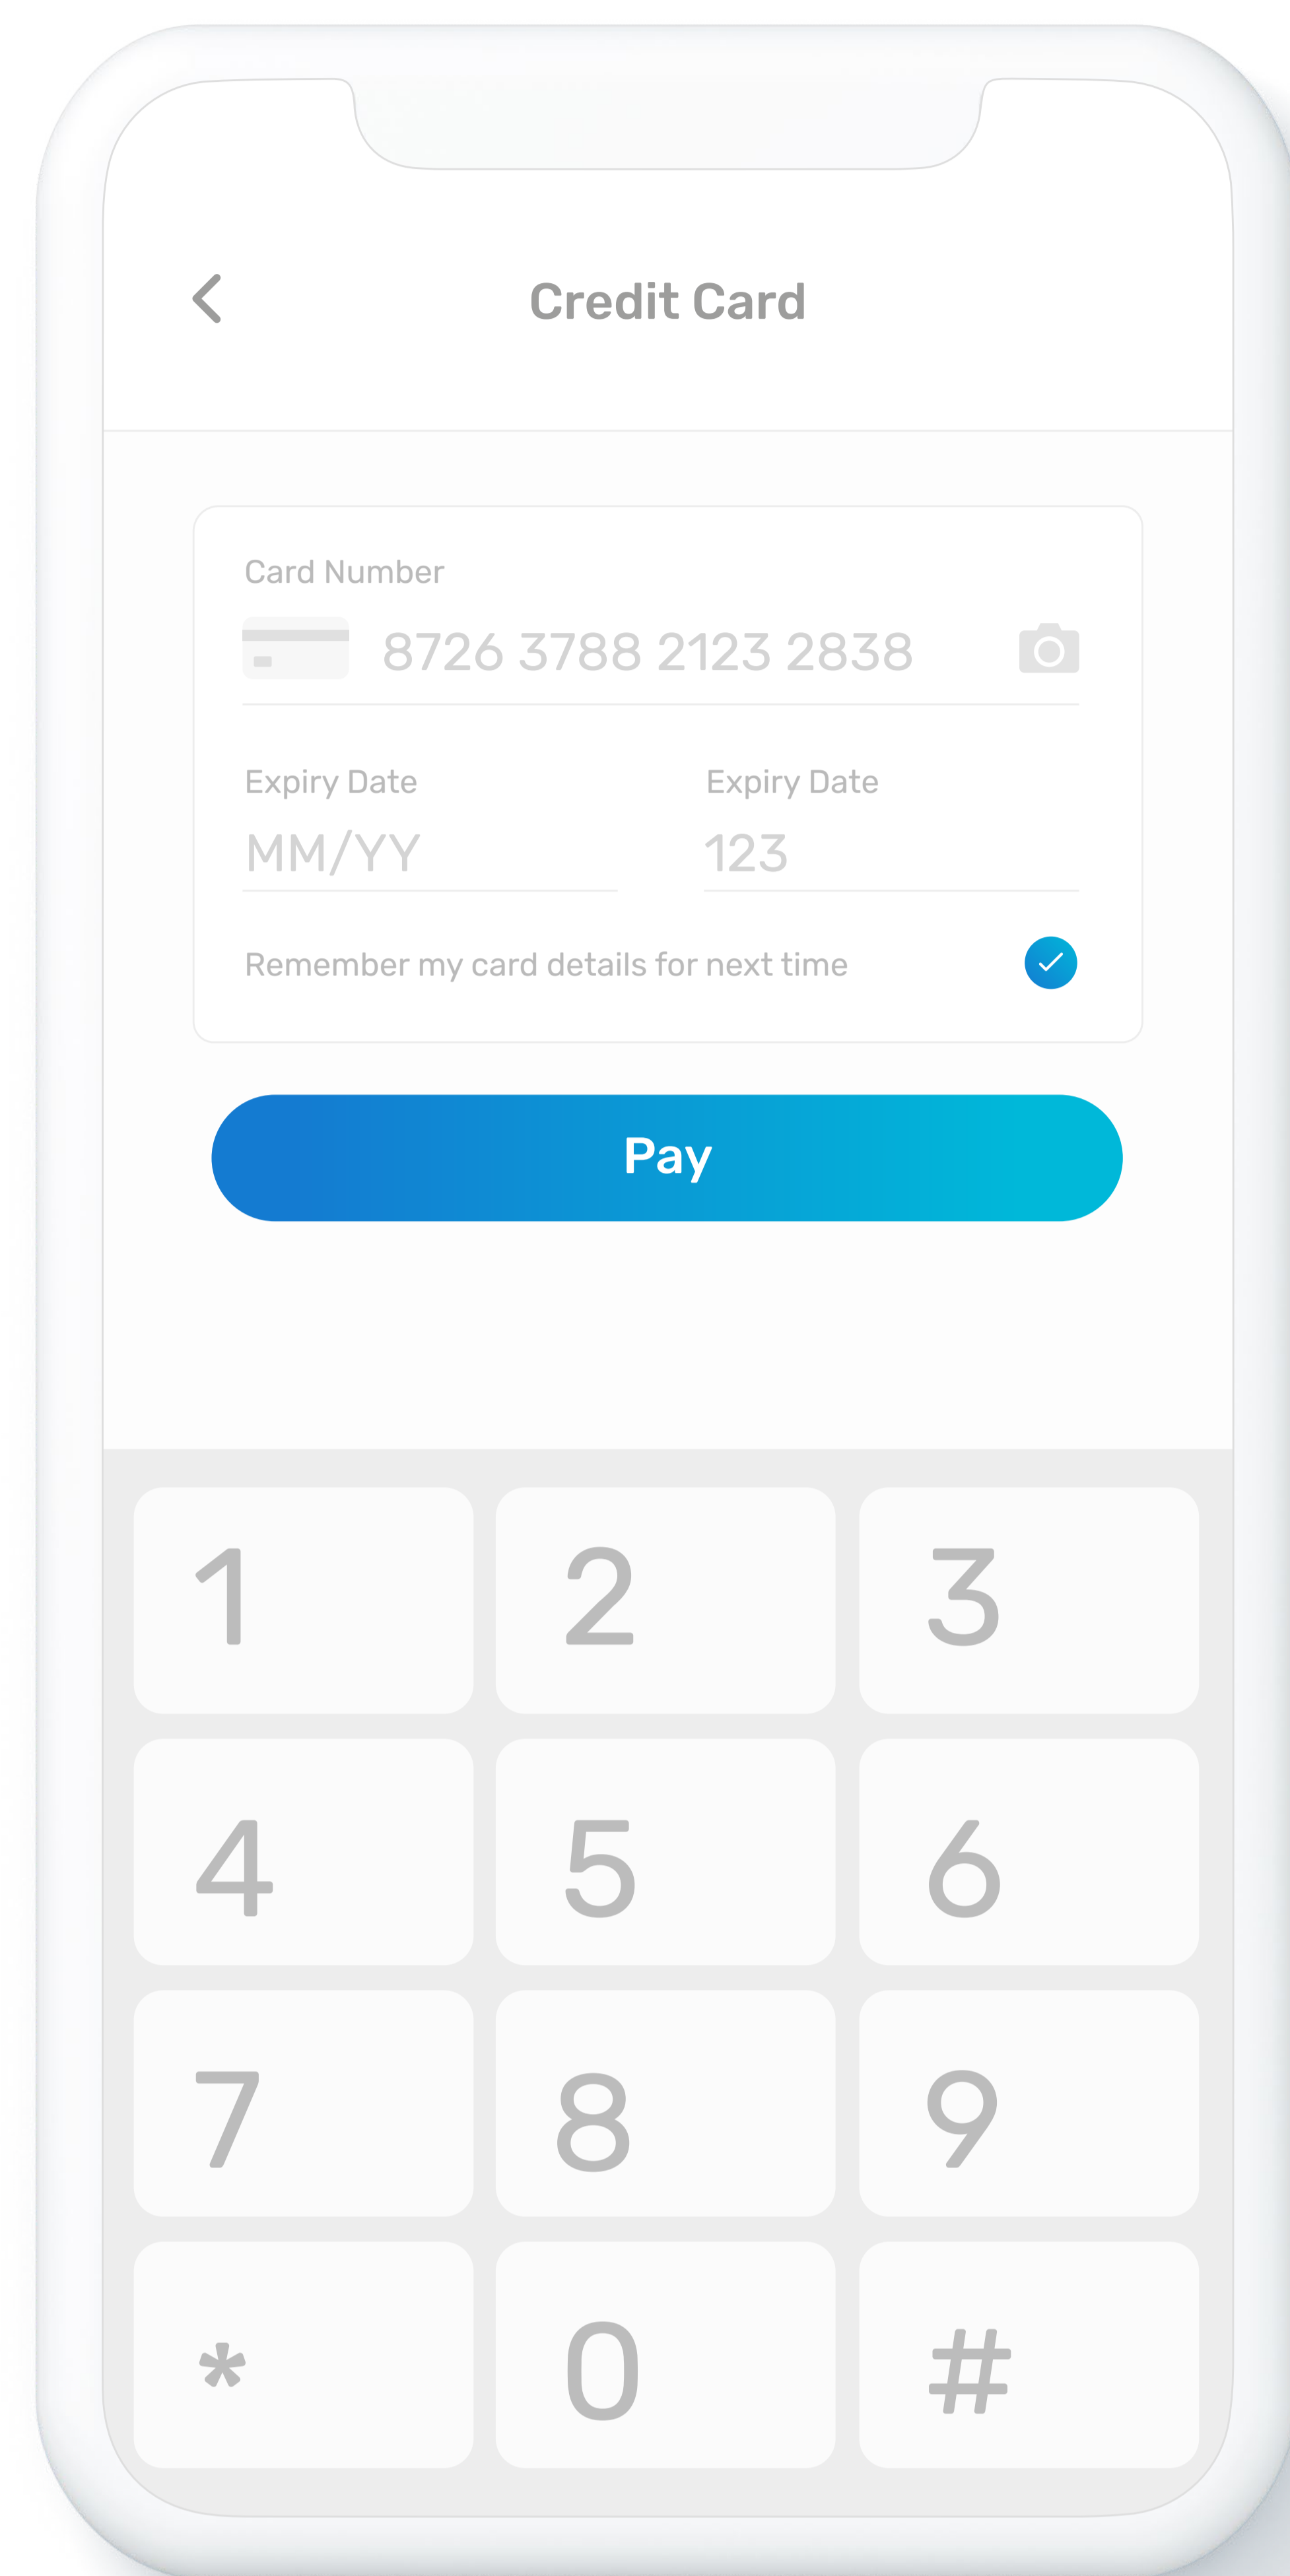 Credit Card
Card Number
8726 3788 2123 2838
Expiry Date Expiry Date
MM/YY 123
Remember my card details for next time
Pay
1 2 3
4 5 6
7 8 9
* 0 #